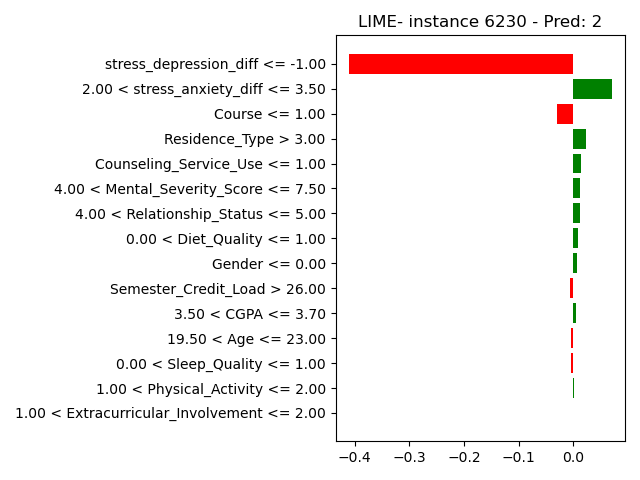 LIME- instance 6230 - Pred: 2
stress_depression_diff <= -1.00
2.00 < stress_anxiety_diff <= 3.50
Course <= 1.00
Residence_Type > 3.00
Counseling_Service_Use <= 1.00
4.00 < Mental_Severity_Score <= 7.50
4.00 < Relationship_Status <= 5.00
0.00 < Diet_Quality <= 1.00
Gender <= 0.00
Semester_Credit_Load > 26.00
3.50 < CGPA <= 3.70
19.50 < Age <= 23.00
0.00 < Sleep_Quality <= 1.00
1.00 < Physical_Activity <= 2.00
1.00 < Extracurricular_Involvement <= 2.00
−0.4 −0.3 −0.2 −0.1 0.0